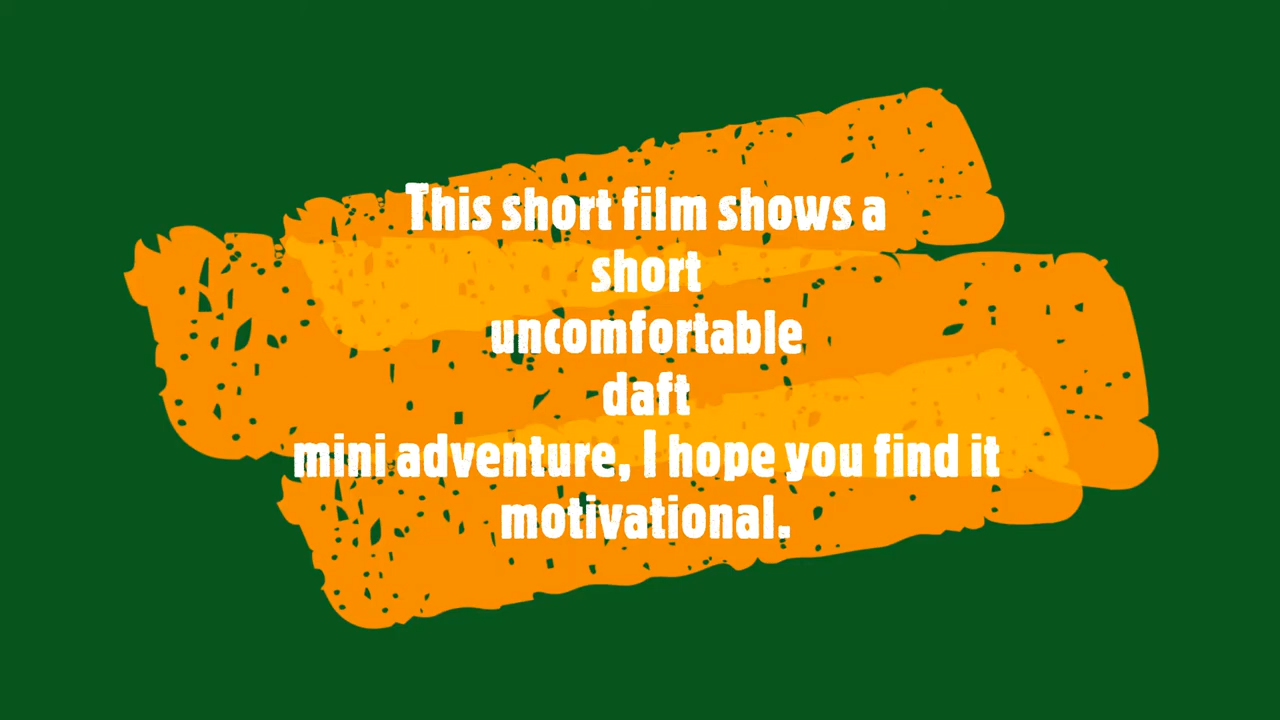 This short film shows a
short
uncomfortable
daft
mini adventure, I hope you find it
motivational.